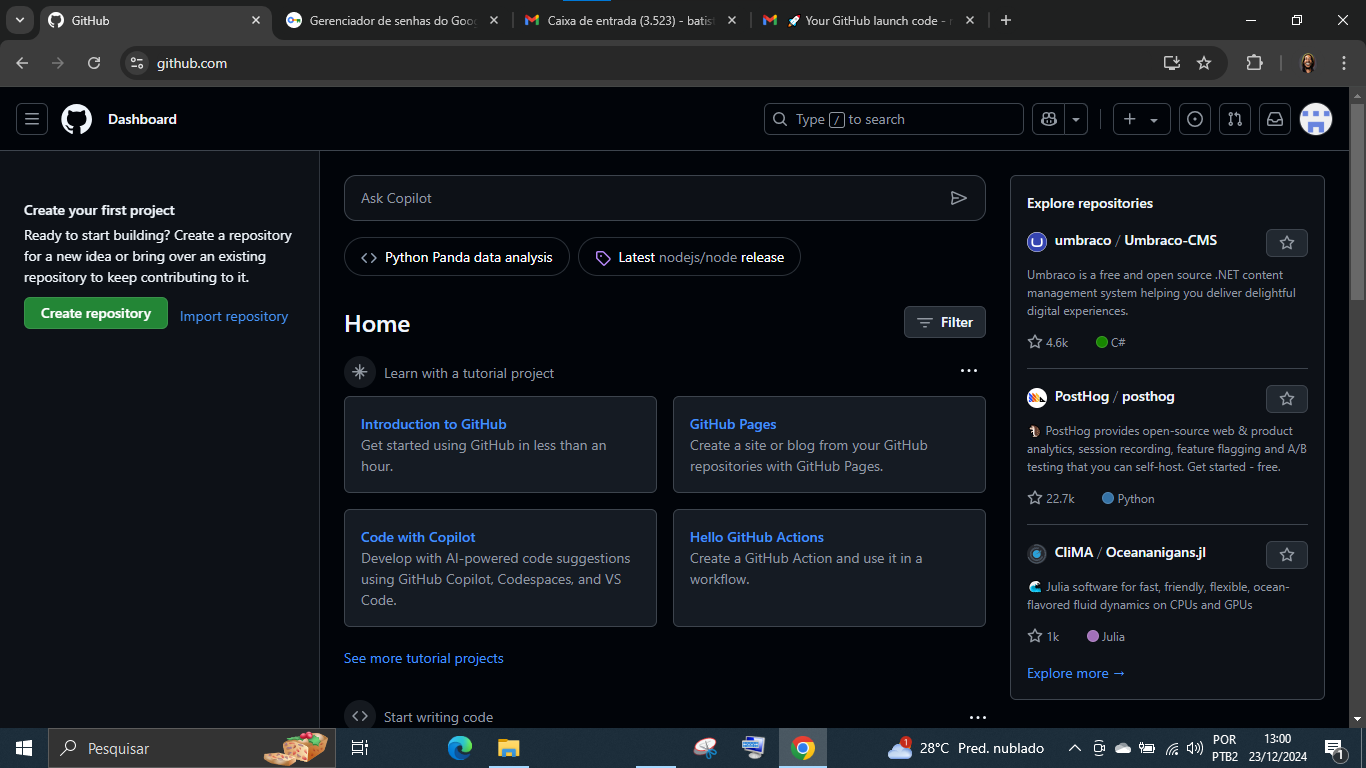 GitHub
Gerenciador de senhas do Goo
Caixa de entrada (3.523) - batis
🚀 Your GitHub launch code -
github.com
Dashboard
Type / to search
Create your first project
Ready to start building? Create a repository
for a new idea or bring over an existing
repository to keep contributing to it.
Create repository
Import repository
Ask Copilot
Python Panda data analysis
Latest nodejs/node release
Home
Filter
Learn with a tutorial project
Introduction to GitHub
Get started using GitHub in less than an
hour.
GitHub Pages
Create a site or blog from your GitHub
repositories with GitHub Pages.
Code with Copilot
Develop with AI-powered code suggestions
using GitHub Copilot, Codespaces, and VS
Code.
Hello GitHub Actions
Create a GitHub Action and use it in a
workflow.
See more tutorial projects
Start writing code
Explore repositories
umbraco / Umbraco-CMS
Umbraco is a free and open source .NET content
management system helping you deliver delightful
digital experiences.
4.6k C#
PostHog / posthog
🦔 PostHog provides open-source web & product
analytics, session recording, feature flagging and A/B
testing that you can self-host. Get started - free.
22.7k Python
CliMA / Oceananigans.jl
🌊 Julia software for fast, friendly, flexible, ocean-
flavored fluid dynamics on CPUs and GPUs
1k Julia
Explore more →
Pesquisar
1
28°C Pred. nublado
POR
PTB2
13:00
23/12/2024
1